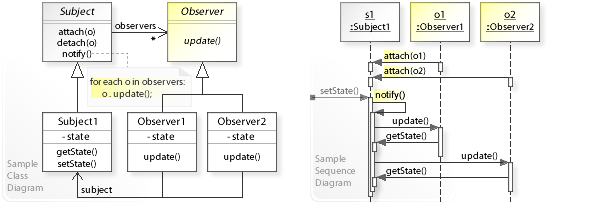 Subject
attach(o)
detach(o)
notify()
observers
*
Observer
update()
for each o in observers:
o . update();
Subject1
- state
getState()
setState()
Observer1
- state
update()
Observer2
- state
update()
subject
Sample
Class
Diagram
s1
:Subject1
o1
:Observer1
o2
:Observer2
attach(o1)
attach(o2)
setState()
notify()
update()
getState()
update()
getState()
Sample
Sequence
Diagram